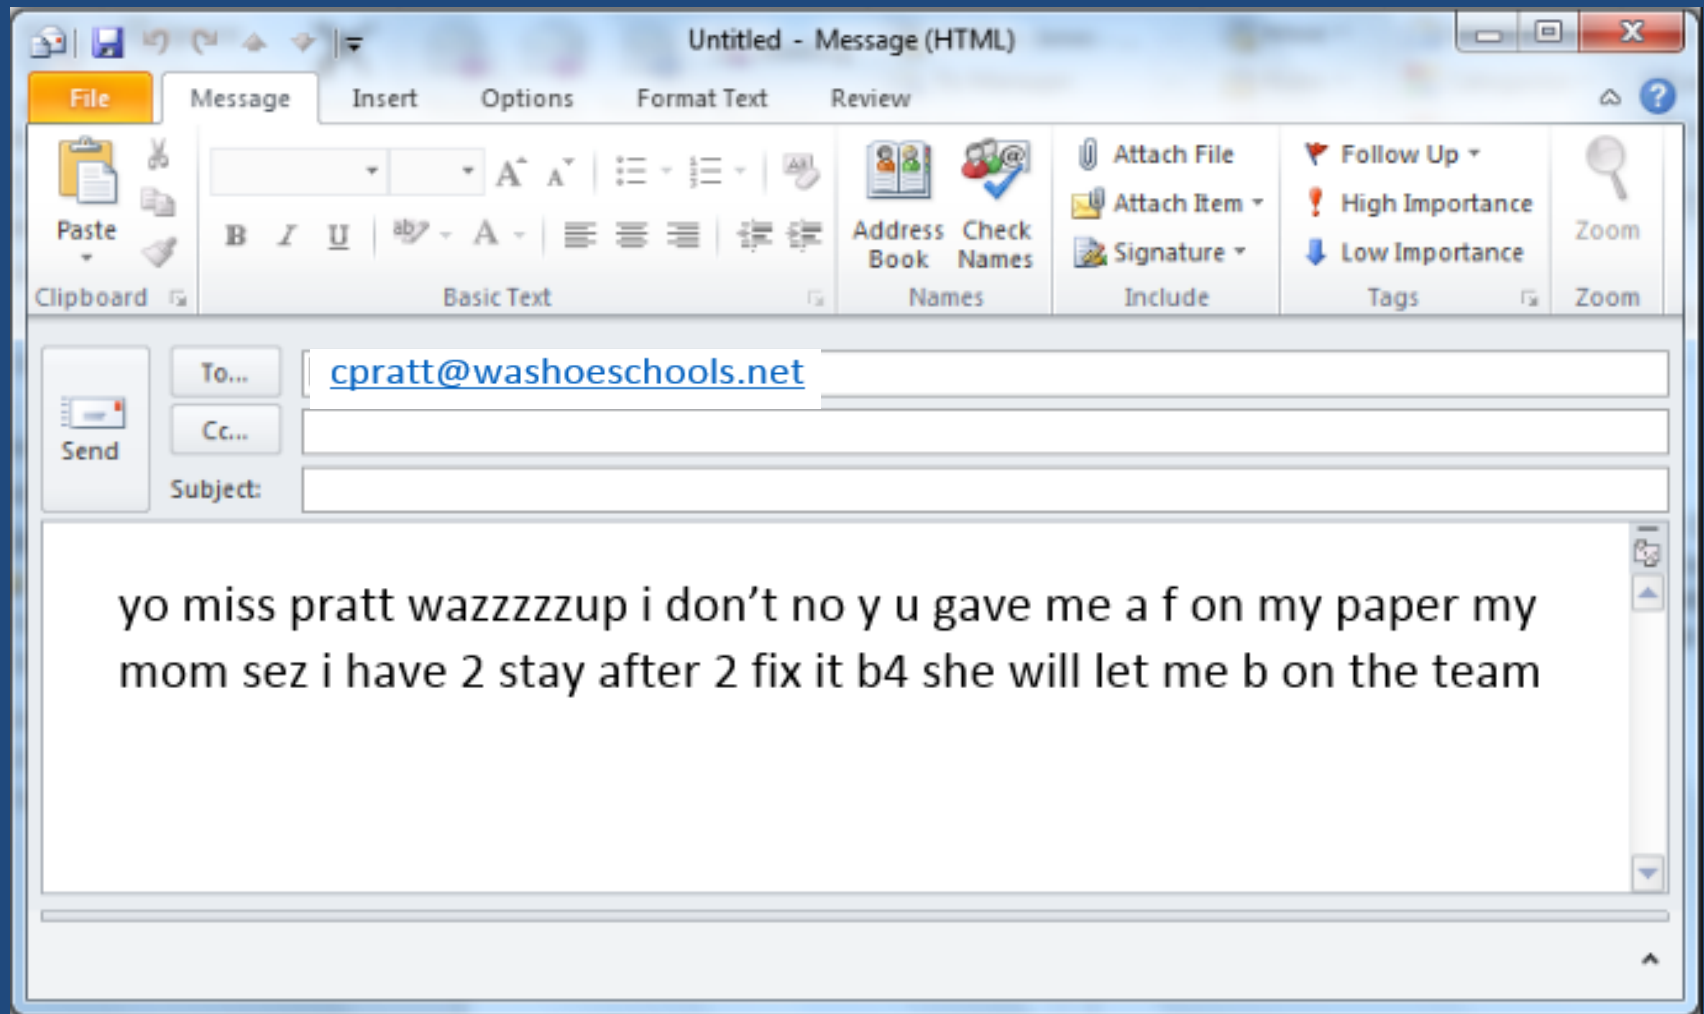 Untitled - Message (HTML)
File Message Insert Options Format Text Review
Paste
Clipboard
A A
B I U ab A
Basic Text
Address Book
Check Names
Names
Attach File
Attach Item
Signature
Include
Follow Up
High Importance
Low Importance
Tags
Zoom
Zoom
Send
To... cpratt@washoeschools.net
Cc...
Subject:
yo miss pratt wazzzzzup i don’t no y u gave me a f on my paper my
mom sez i have 2 stay after 2 fix it b4 she will let me b on the team